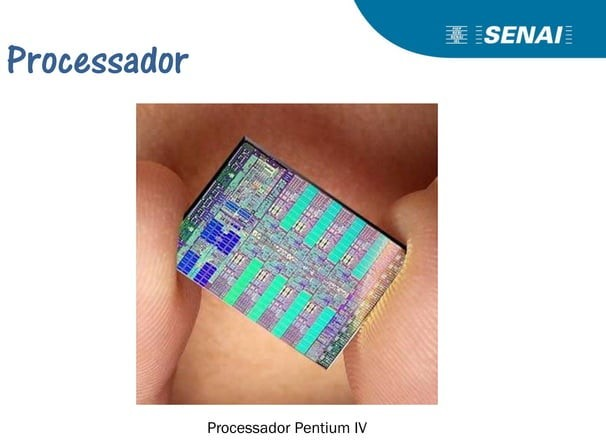 SENAI
Processador
Processador Pentium IV